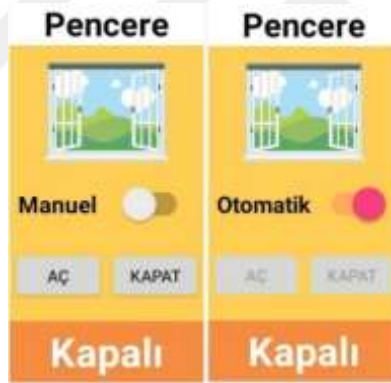 Pencere
Manuel
AÇ KAPAT
Kapalı
Pencere
Otomatik
AÇ KAPAT
Kapalı